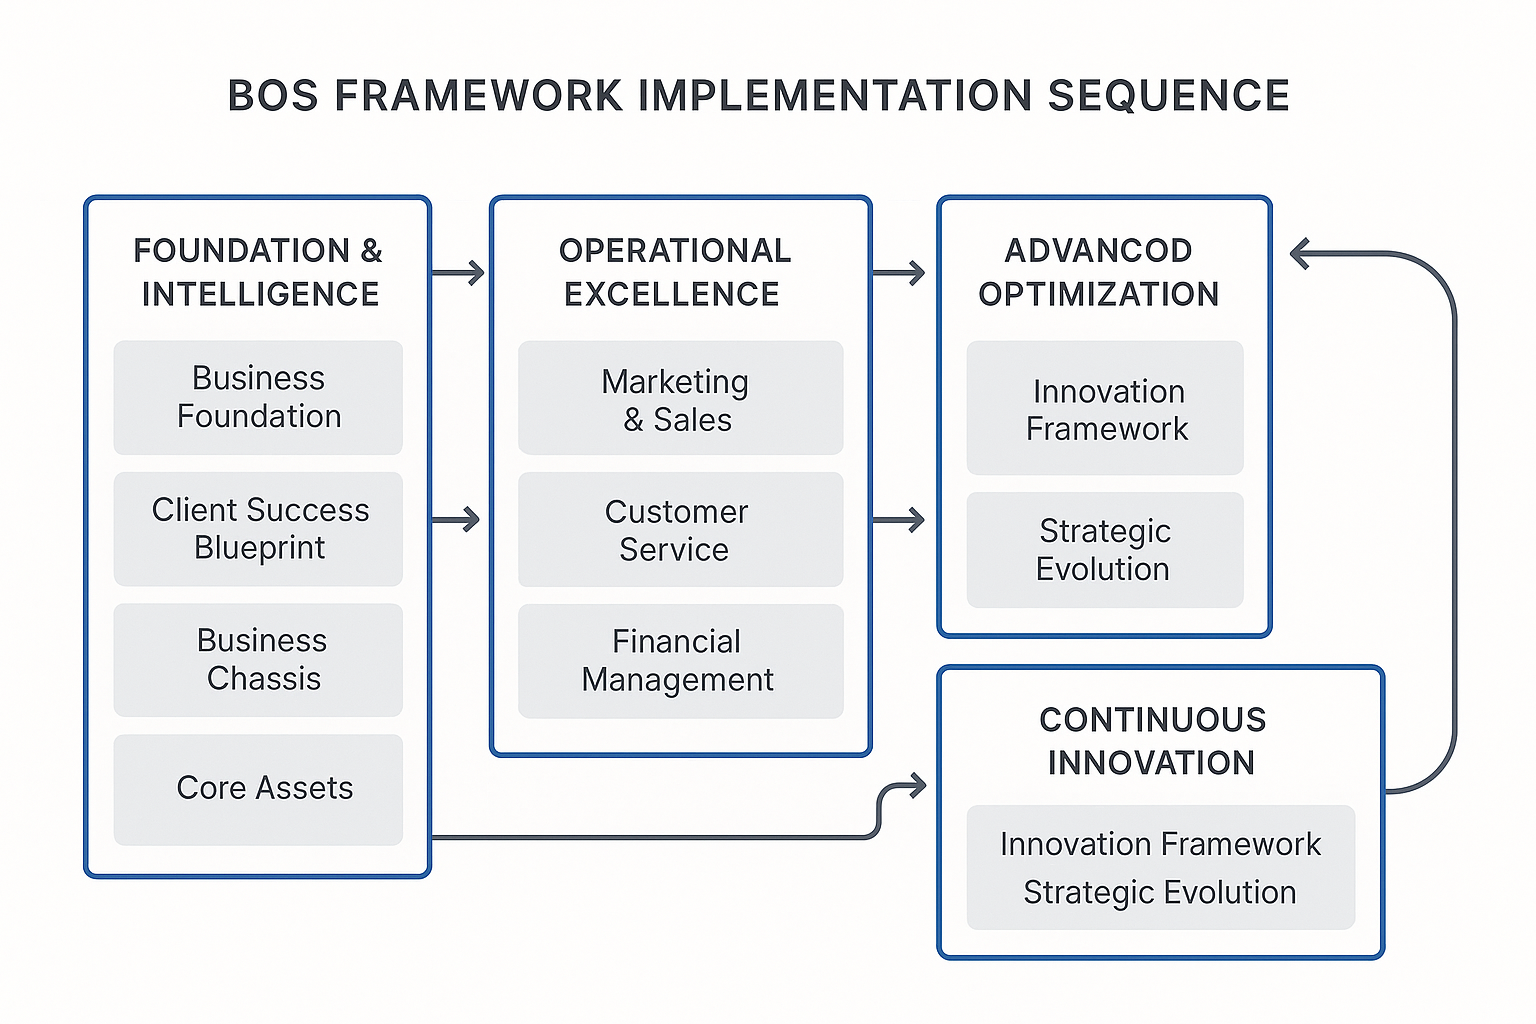 BOS FRAMEWORK IMPLEMENTATION SEQUENCE
FOUNDATION &
INTELLIGENCE
Business
Foundation
Client Success
Blueprint
Business
Chassis
Core Assets
OPERATIONAL
EXCELLENCE
Marketing
& Sales
Customer
Service
Financial
Management
ADVANCOD
OPTIMIZATION
Innovation
Framework
Strategic
Evolution
CONTINUOUS
INNOVATION
Innovation Framework
Strategic Evolution